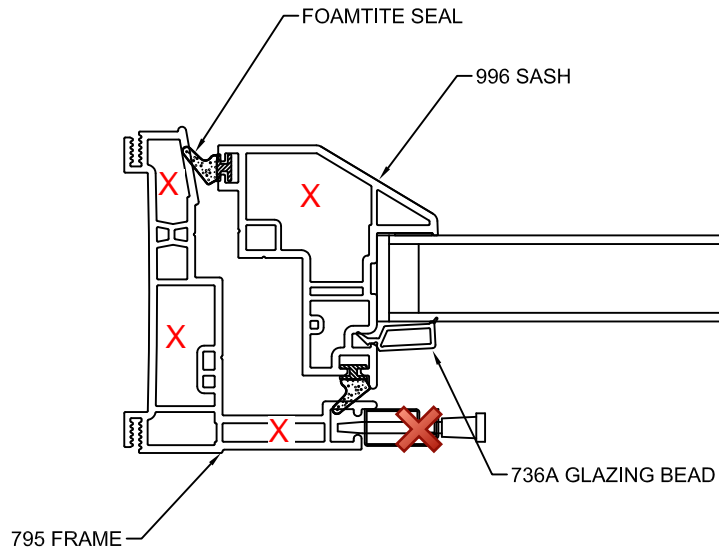 FOAMTITE SEAL
996 SASH
X
X
X
X
736A GLAZING BEAD
795 FRAME